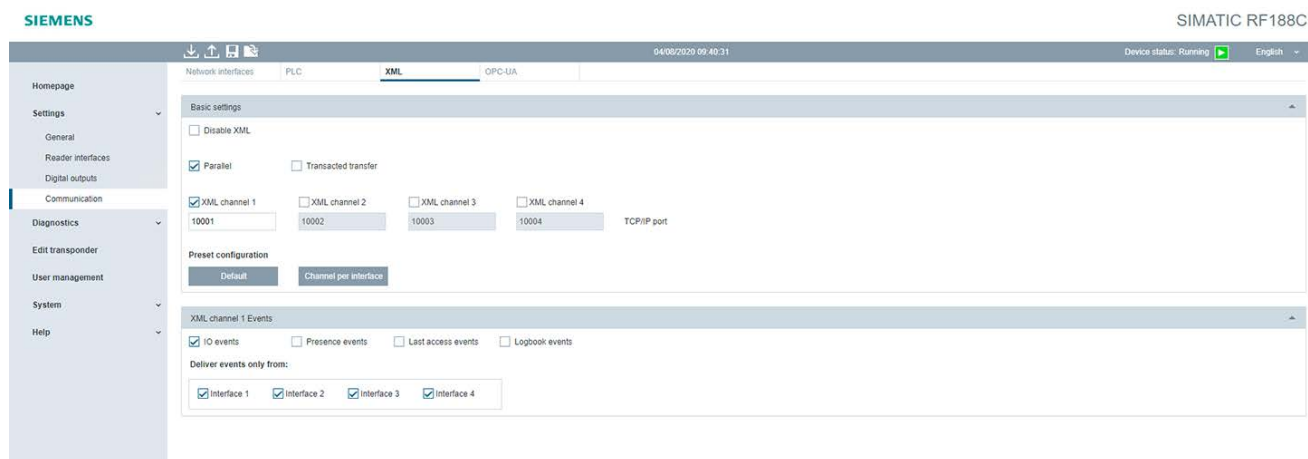 SIEMENS
SIMATIC RF188C
04/08/2020 09:40:31
Device status: Running
English
Network interfaces PLC XML OPC-UA
Homepage
Settings
General
Reader interfaces
Digital outputs
Communication
Diagnostics
Edit transponder
User management
System
Help
Basic settings
Disable XML
Parallel Transacted transfer
XML channel 1 XML channel 2 XML channel 3 XML channel 4
10001 10002 10003 10004 TCP/IP port
Preset configuration
Default Channel per interface
XML channel 1 Events
IO events Presence events Last access events Logbook events
Deliver events only from:
Interface 1 Interface 2 Interface 3 Interface 4